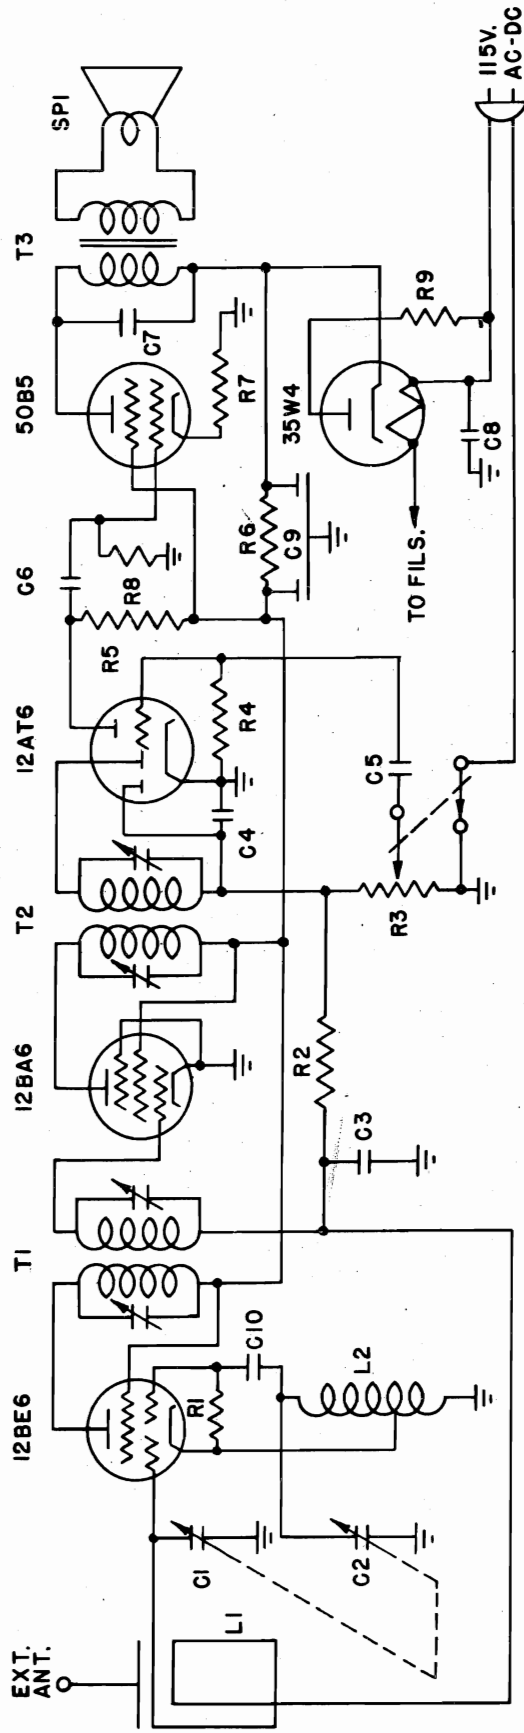 EXT.
ANT.
12BE6
T1
12BA6
T2
12AT6
C6
50B5
T3
SP1
L1
C1
C2
R1
C10
L2
C3
R2
R3
C4
R4
C5
R5
R8
R6
C9
R7
C7
35W4
R9
C8
TO FILS.
115V.
AC-DC